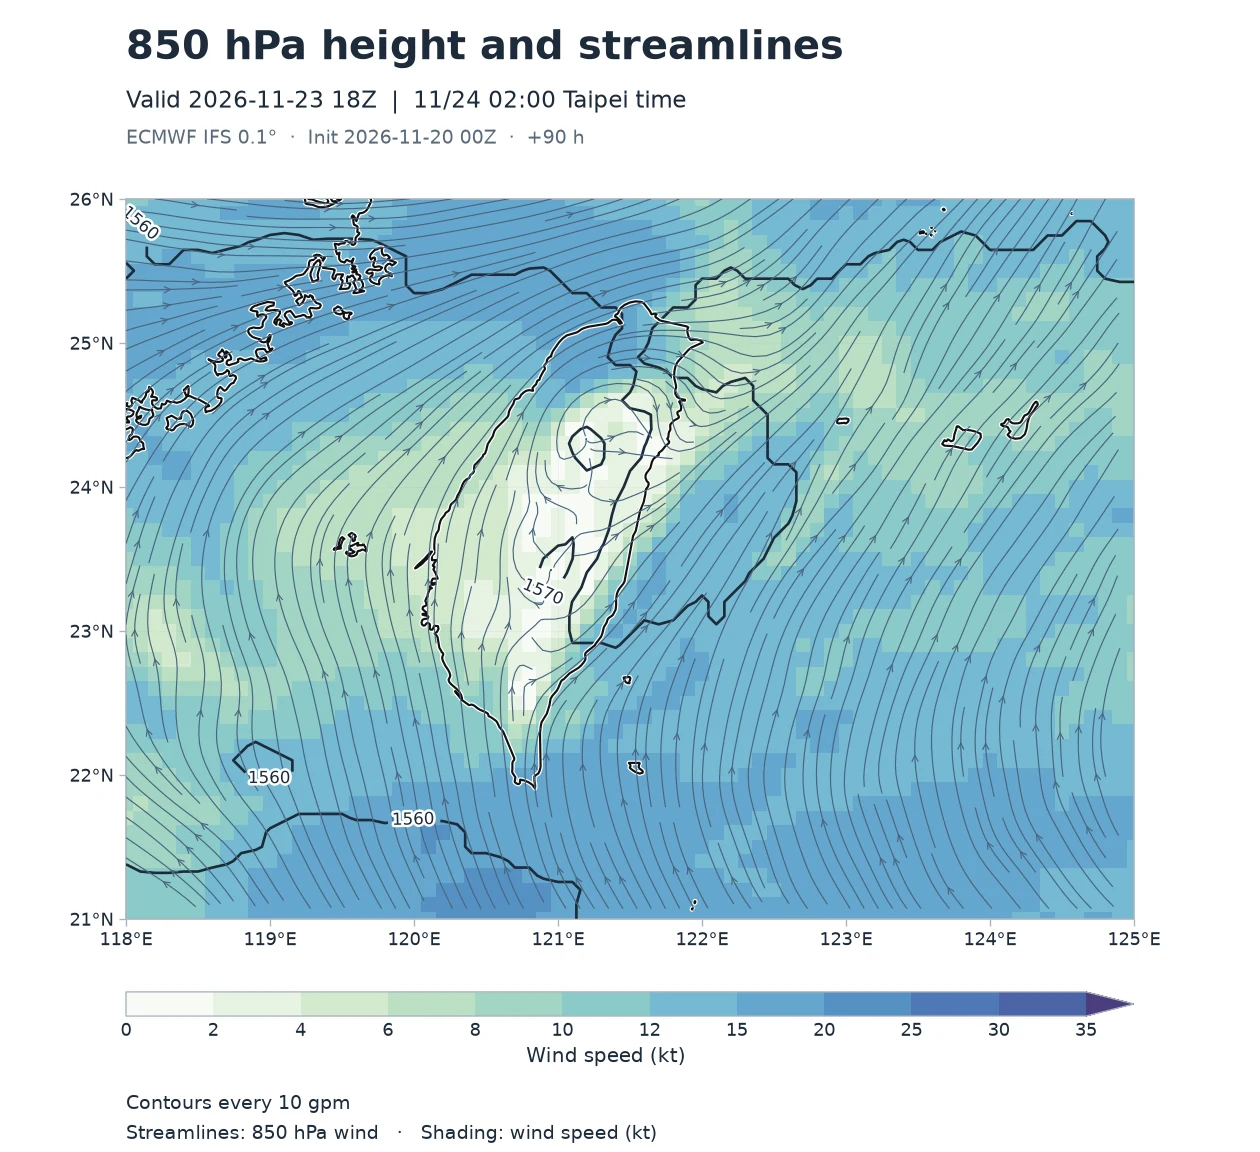 850 hPa height and streamlines
Valid 2026-11-23 18Z | 11/24 02:00 Taipei time
ECMWF IFS 0.1° · Init 2026-11-20 00Z · +90 h
26°N
1560
25°N
24°N
1570
23°N
22°N
1560
1560
21°N
118°E 119°E 120°E 121°E 122°E 123°E 124°E 125°E
0 2 4 6 8 10 12 15 20 25 30 35
Wind speed (kt)
Contours every 10 gpm
Streamlines: 850 hPa wind · Shading: wind speed (kt)